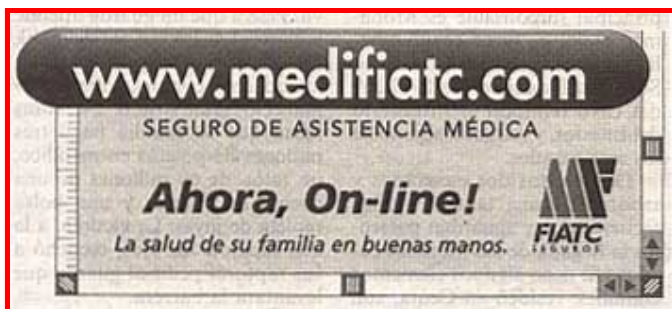 www.medifiatc.com
SEGURO DE ASISTENCIA MÉDICA
Ahora, On-line!
La salud de su familia en buenas manos.
FIATC
SEGUROS